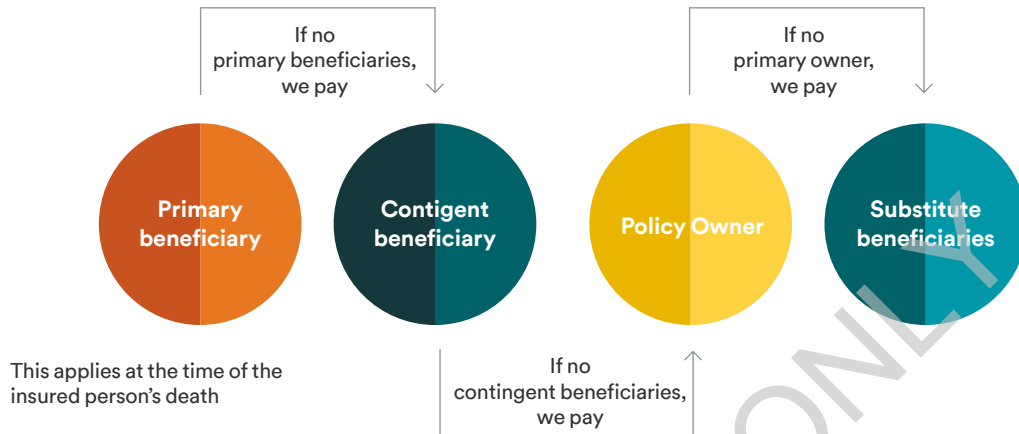 If no
primary beneficiaries,
we pay
If no
primary owner,
we pay
Primary
beneficiary
Contigent
beneficiary
Policy Owner
Substitute
beneficiaries
This applies at the time of the
insured person’s death
If no
contingent beneficiaries,
we pay
ONLY